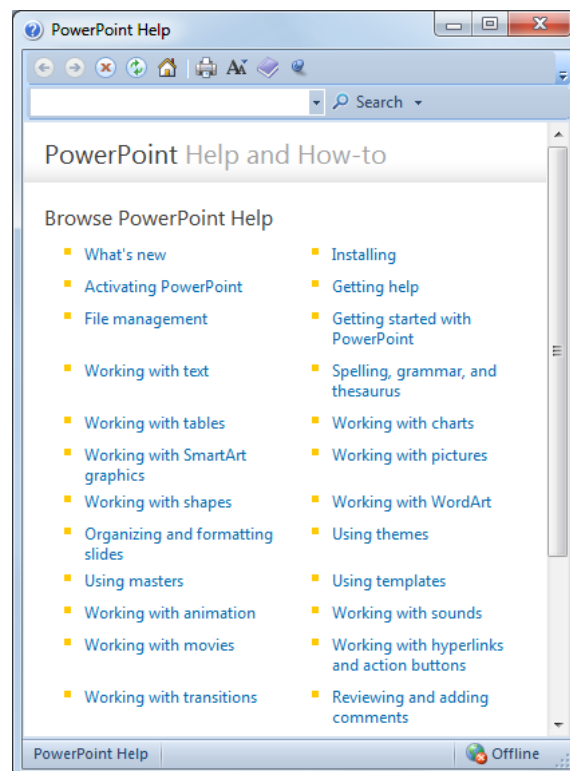 PowerPoint Help
Search
PowerPoint Help and How-to
Browse PowerPoint Help
What's new
Installing
Activating PowerPoint
Getting help
File management
Getting started with
PowerPoint
Working with text
Spelling, grammar, and
thesaurus
Working with tables
Working with charts
Working with SmartArt
graphics
Working with pictures
Working with shapes
Working with WordArt
Organizing and formatting
slides
Using themes
Using masters
Using templates
Working with animation
Working with sounds
Working with movies
Working with hyperlinks
and action buttons
Working with transitions
Reviewing and adding
comments
PowerPoint Help
Offline